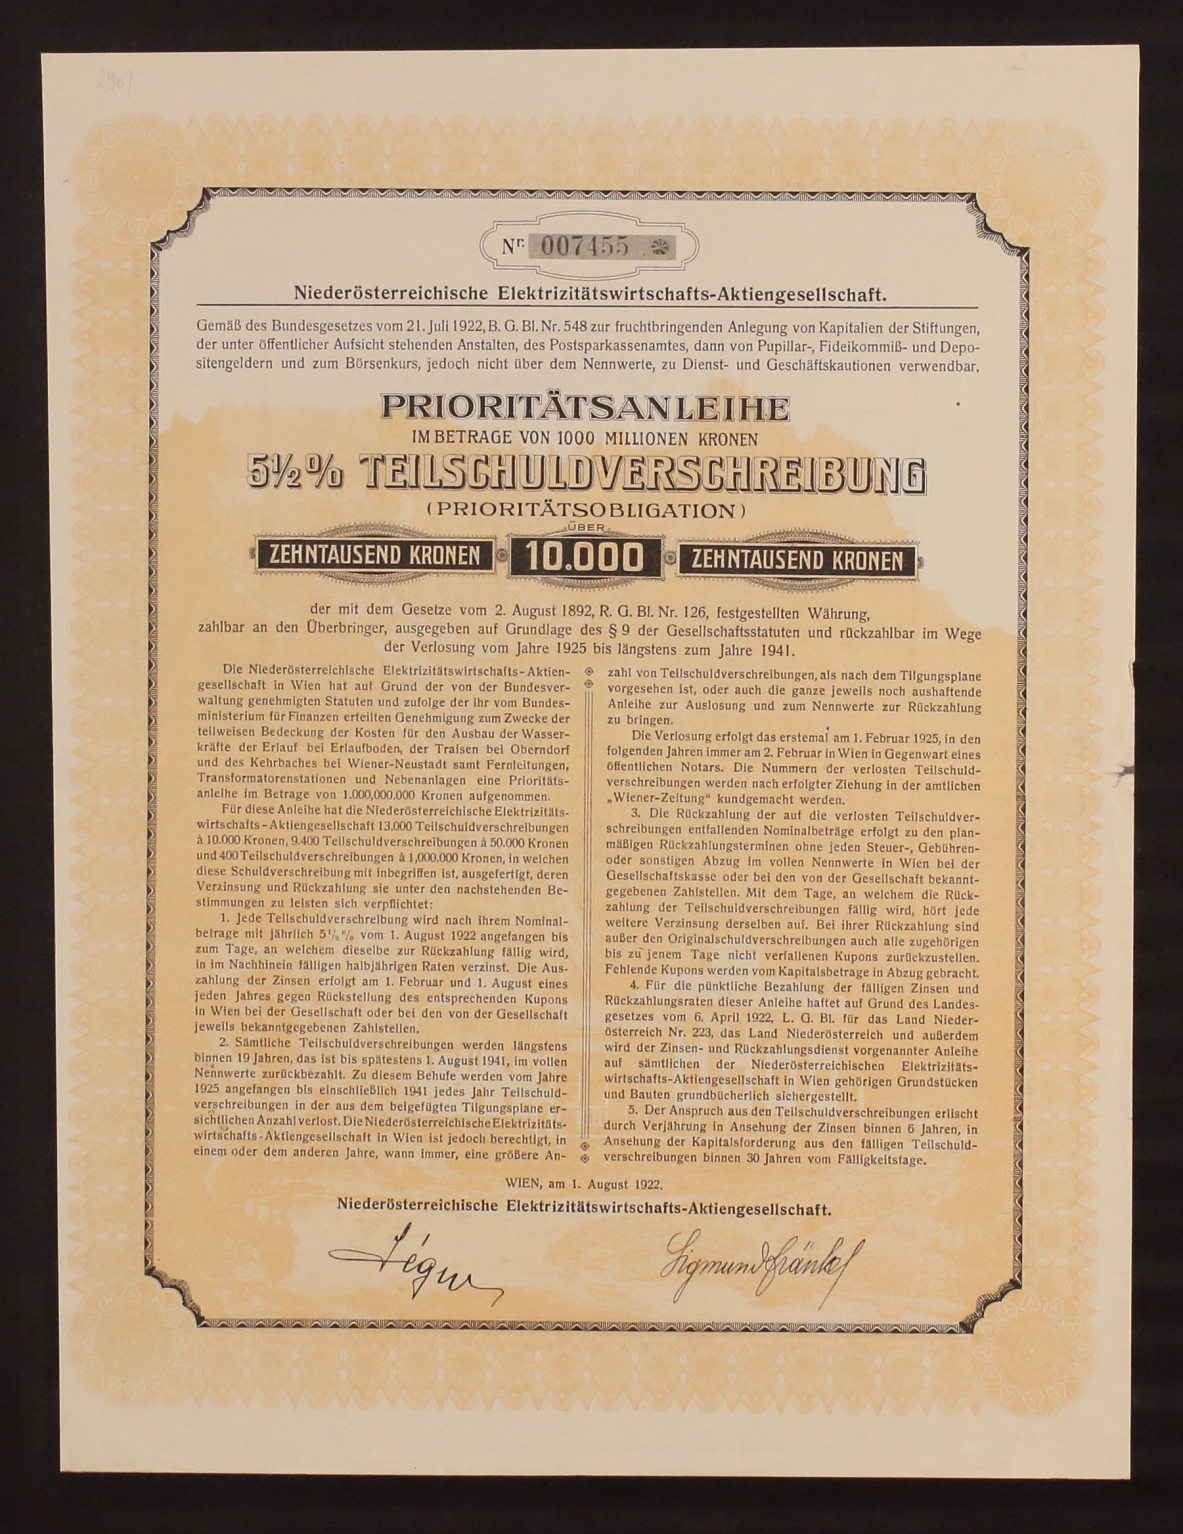 Nr. 007455
Niederösterreichische Elektrizitätswirtschafts-Aktiengesellschaft.
Gemäß des Bundesgesetzes vom 21. Juli 1922, B. G. Bl. Nr. 548 zur fruchtbringenden Anlegung von Kapitalien der Stiftungen,
der unter öffentlicher Aufsicht stehenden Anstalten, des Postsparkassenamtes, dann von Pupillar-, Fideikommiß- und Depo-
sitengeldern und zum Börsenkurs, jedoch nicht über dem Nennwerte, zu Dienst- und Geschäftskautionen verwendbar.
PRIORITÄTSANLEIHE
IM BETRAGE VON 1000 MILLIONEN KRONEN
5½% TEILSCHULDVERSCHREIBUNG
(PRIORITÄTSOBLIGATION)
ÜBER
ZEHNTAUSEND KRONEN 10.000 ZEHNTAUSEND KRONEN
der mit dem Gesetze vom 2. August 1892, R. G. Bl. Nr. 126, festgestellten Währung,
zahlbar an den Überbringer, ausgegeben auf Grundlage des § 9 der Gesellschaftsstatuten und rückzahlbar im Wege
der Verlosung vom Jahre 1925 bis längstens zum Jahre 1941.
Die Niederösterreichische Elektrizitätswirtschafts-Aktien-
gesellschaft in Wien hat auf Grund der von der Bundesver-
waltung genehmigten Statuten und zufolge der ihr vom Bundes-
ministerium für Finanzen erteilten Genehmigung zum Zwecke der
teilweisen Bedeckung der Kosten für den Ausbau der Wasser-
kräfte der Erlauf bei Erlaufboden, der Traisen bei Oberndorf
und des Kehrbaches bei Wiener-Neustadt samt Fernleitungen,
Transformatorenstationen und Nebenanlagen eine Prioritäts-
anleihe im Betrage von 1.000,000.000 Kronen aufgenommen.
Für diese Anleihe hat die Niederösterreichische Elektrizitäts-
wirtschafts-Aktiengesellschaft 13.000 Teilschuldverschreibungen
à 10.000 Kronen, 9.400 Teilschuldverschreibungen à 50.000 Kronen
und 400 Teilschuldverschreibungen à 1,000.000 Kronen, in welchen
diese Schuldverschreibung mit inbegriffen ist, ausgefertigt, deren
Verzinsung und Rückzahlung sie unter den nachstehenden Be-
stimmungen zu leisten sich verpflichtet:
1. Jede Teilschuldverschreibung wird nach ihrem Nominal-
betrage mit jährlich 5½% vom 1. August 1922 angefangen bis
zum Tage, an welchem dieselbe zur Rückzahlung fällig wird,
in im Nachhinein fälligen halbjährigen Raten verzinst. Die Aus-
zahlung der Zinsen erfolgt am 1. Februar und 1. August eines
jeden Jahres gegen Rückstellung des entsprechenden Kupons
in Wien bei der Gesellschaft oder bei den von der Gesellschaft
jeweils bekanntgegebenen Zahlstellen.
2. Sämtliche Teilschuldverschreibungen werden längstens
binnen 19 Jahren, das ist bis spätestens 1. August 1941, im vollen
Nennwerte zurückbezahlt. Zu diesem Behufe werden vom Jahre
1925 angefangen bis einschließlich 1941 jedes Jahr Teilschuld-
verschreibungen in der aus dem beigefügten Tilgungsplane er-
sichtlichen Anzahl verlost. Die Niederösterreichische Elektrizitäts-
wirtschafts-Aktiengesellschaft in Wien ist jedoch berechtigt, in
einem oder dem anderen Jahre, wann immer, eine größere An-
zahl von Teilschuldverschreibungen, als nach dem Tilgungsplane
vorgesehen ist, oder auch die ganze jeweils noch aushaftende
Anleihe zur Auslosung und zum Nennwerte zur Rückzahlung
zu bringen.
Die Verlosung erfolgt das erstemal am 1. Februar 1925, in den
folgenden Jahren immer am 2. Februar in Wien in Gegenwart eines
öffentlichen Notars. Die Nummern der verlosten Teilschuld-
verschreibungen werden nach erfolgter Ziehung in der amtlichen
„Wiener-Zeitung“ kundgemacht werden.
3. Die Rückzahlung der auf die verlosten Teilschuldver-
schreibungen entfallenden Nominalbeträge erfolgt zu den plan-
mäßigen Rückzahlungsterminen ohne jeden Steuer-, Gebühren-
oder sonstigen Abzug im vollen Nennwerte in Wien bei der
Gesellschaftskasse oder bei den von der Gesellschaft bekannt-
gegebenen Zahlstellen. Mit dem Tage, an welchem die Rück-
zahlung der Teilschuldverschreibungen fällig wird, hört jede
weitere Verzinsung derselben auf. Bei ihrer Rückzahlung sind
außer den Originalschuldverschreibungen auch alle zugehörigen
bis zu jenem Tage nicht verfallenen Kupons zurückzustellen.
Fehlende Kupons werden vom Kapitalsbetrage in Abzug gebracht.
4. Für die pünktliche Bezahlung der fälligen Zinsen und
Rückzahlungsraten dieser Anleihe haftet auf Grund des Landes-
gesetzes vom 6. April 1922, L. G. Bl. für das Land Nieder-
österreich Nr. 223, das Land Niederösterreich und außerdem
wird der Zinsen- und Rückzahlungsdienst vorgenannter Anleihe
auf sämtlichen der Niederösterreichischen Elektrizitäts-
wirtschafts-Aktiengesellschaft in Wien gehörigen Grundstücken
und Bauten grundbücherlich sichergestellt.
5. Der Anspruch aus den Teilschuldverschreibungen erlischt
durch Verjährung in Ansehung der Zinsen binnen 6 Jahren, in
Ansehung der Kapitalsforderung aus den fälligen Teilschuld-
verschreibungen binnen 30 Jahren vom Fälligkeitstage.
WIEN, am 1. August 1922.
Niederösterreichische Elektrizitätswirtschafts-Aktiengesellschaft.
Sigmund Fränkel